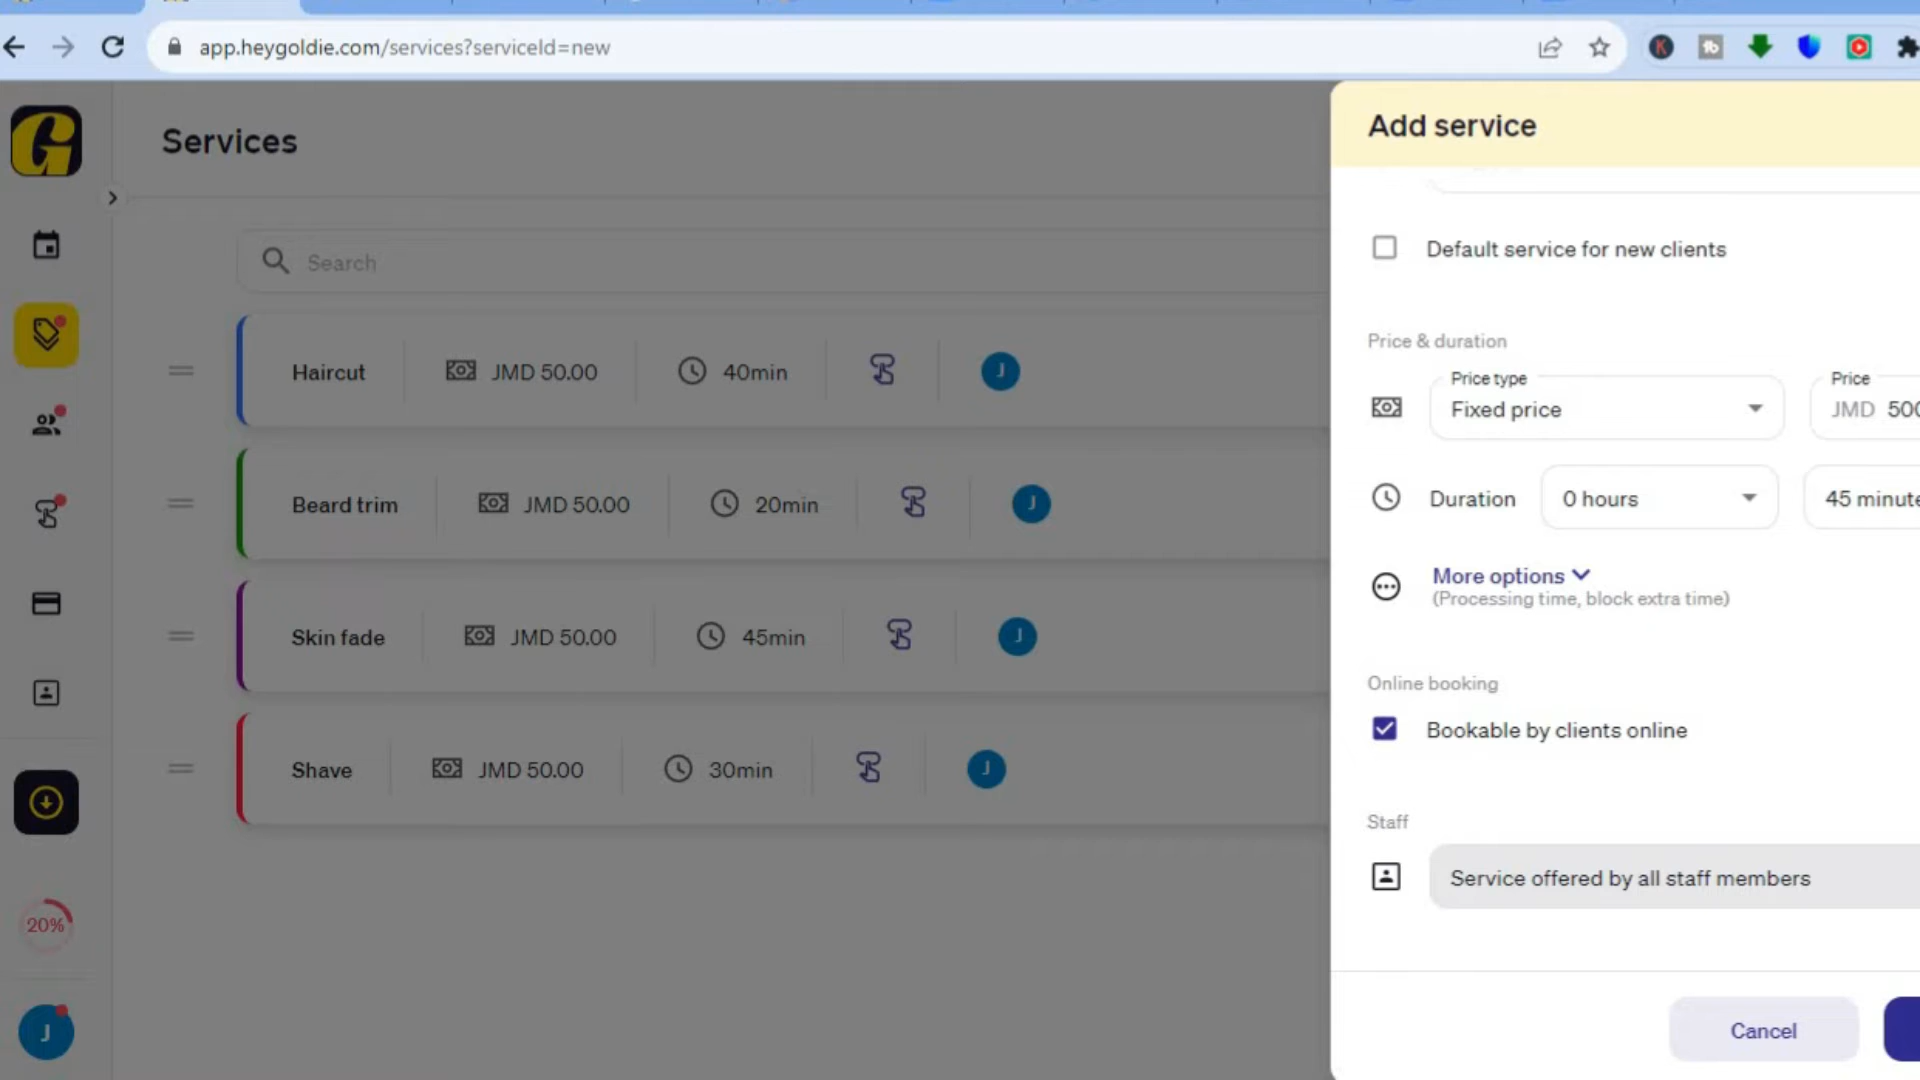 app.heygoldie.com/services?serviceId=new
Services
Search
Haircut JMD 50.00 40min J
Beard trim JMD 50.00 20min J
Skin fade JMD 50.00 45min J
Shave JMD 50.00 30min J
20%
J
Add service
Default service for new clients
Price & duration
Price type
Fixed price
Price
JMD 500
Duration 0 hours 45 minute
More options
(Processing time, block extra time)
Online booking
Bookable by clients online
Staff
Service offered by all staff members
Cancel